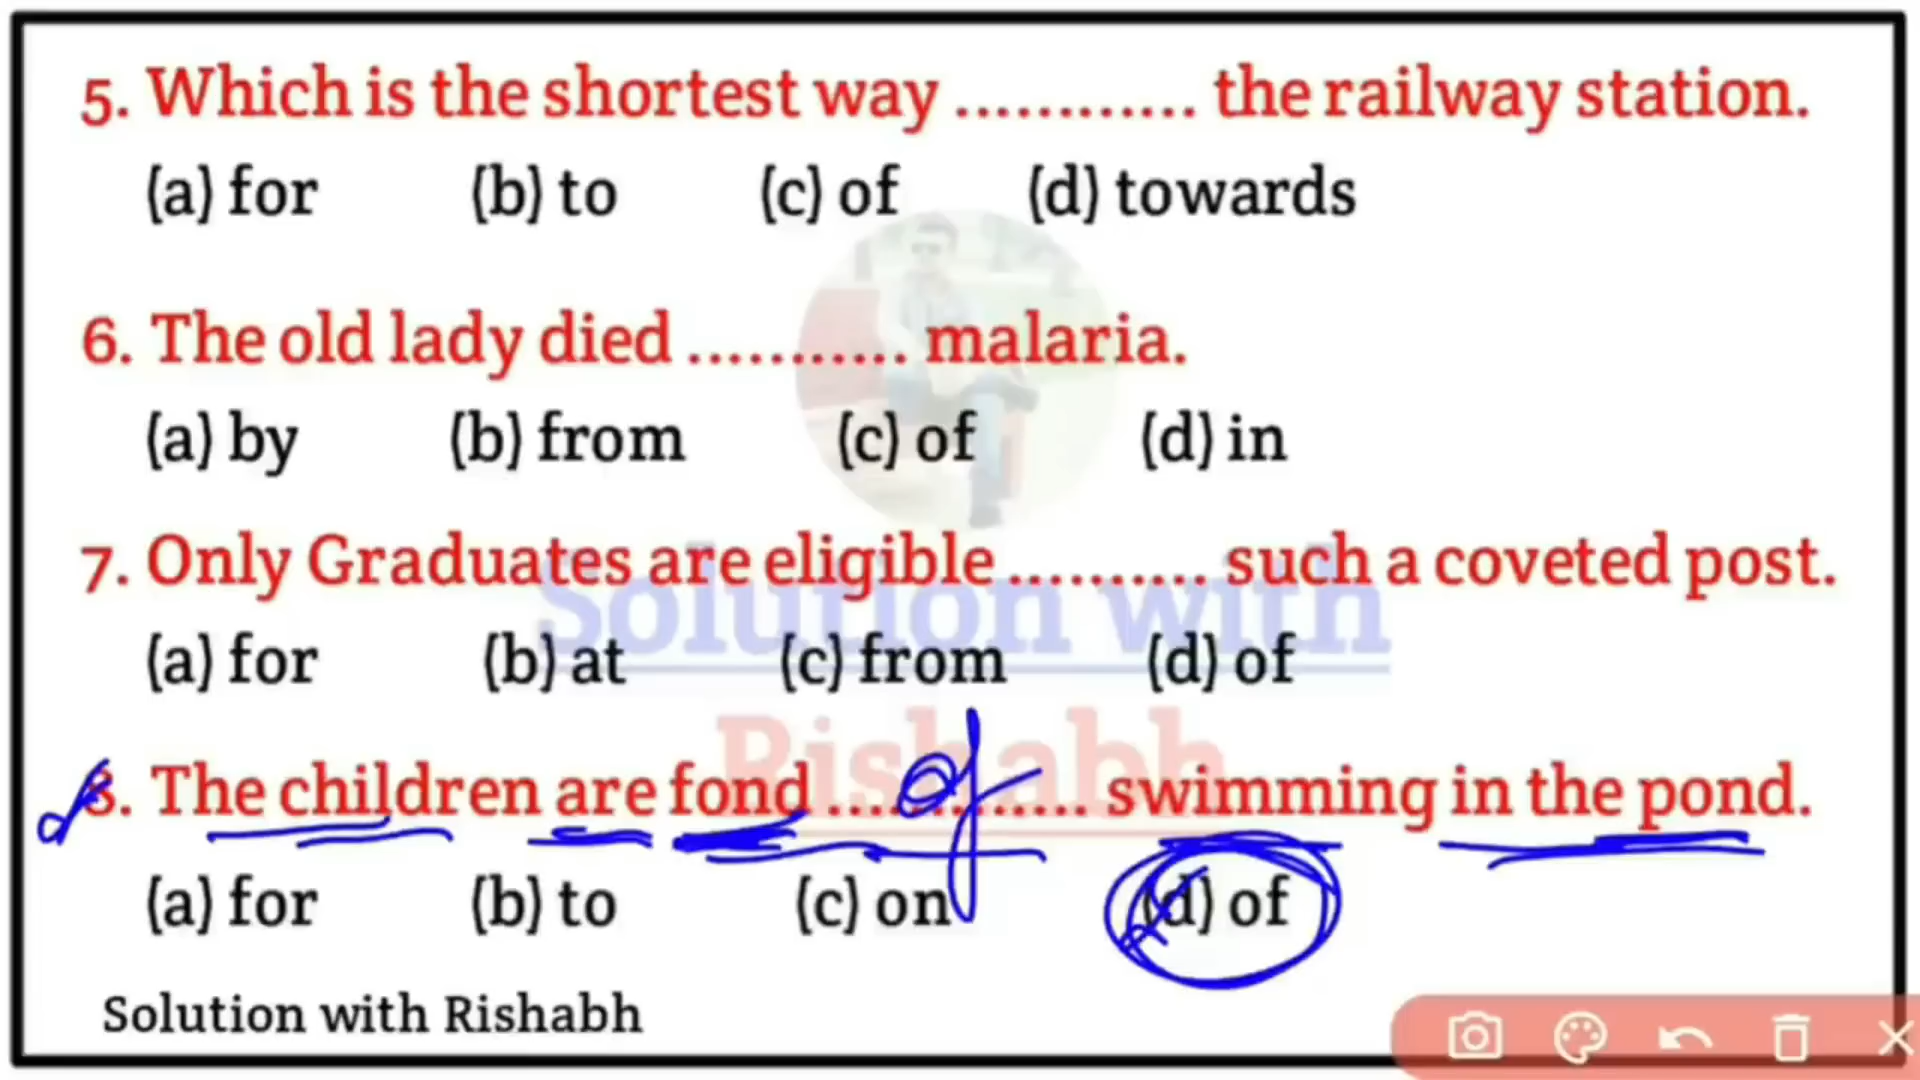 5. Which is the shortest way ............ the railway station.
(a) for (b) to (c) of (d) towards
6. The old lady died ........... malaria.
(a) by (b) from (c) of (d) in
7. Only Graduates are eligible .......... such a coveted post.
(a) for (b) at (c) from (d) of
Solution with
Rishabh
8. The children are fond ............. swimming in the pond.
of
(a) for (b) to (c) on (d) of
Solution with Rishabh